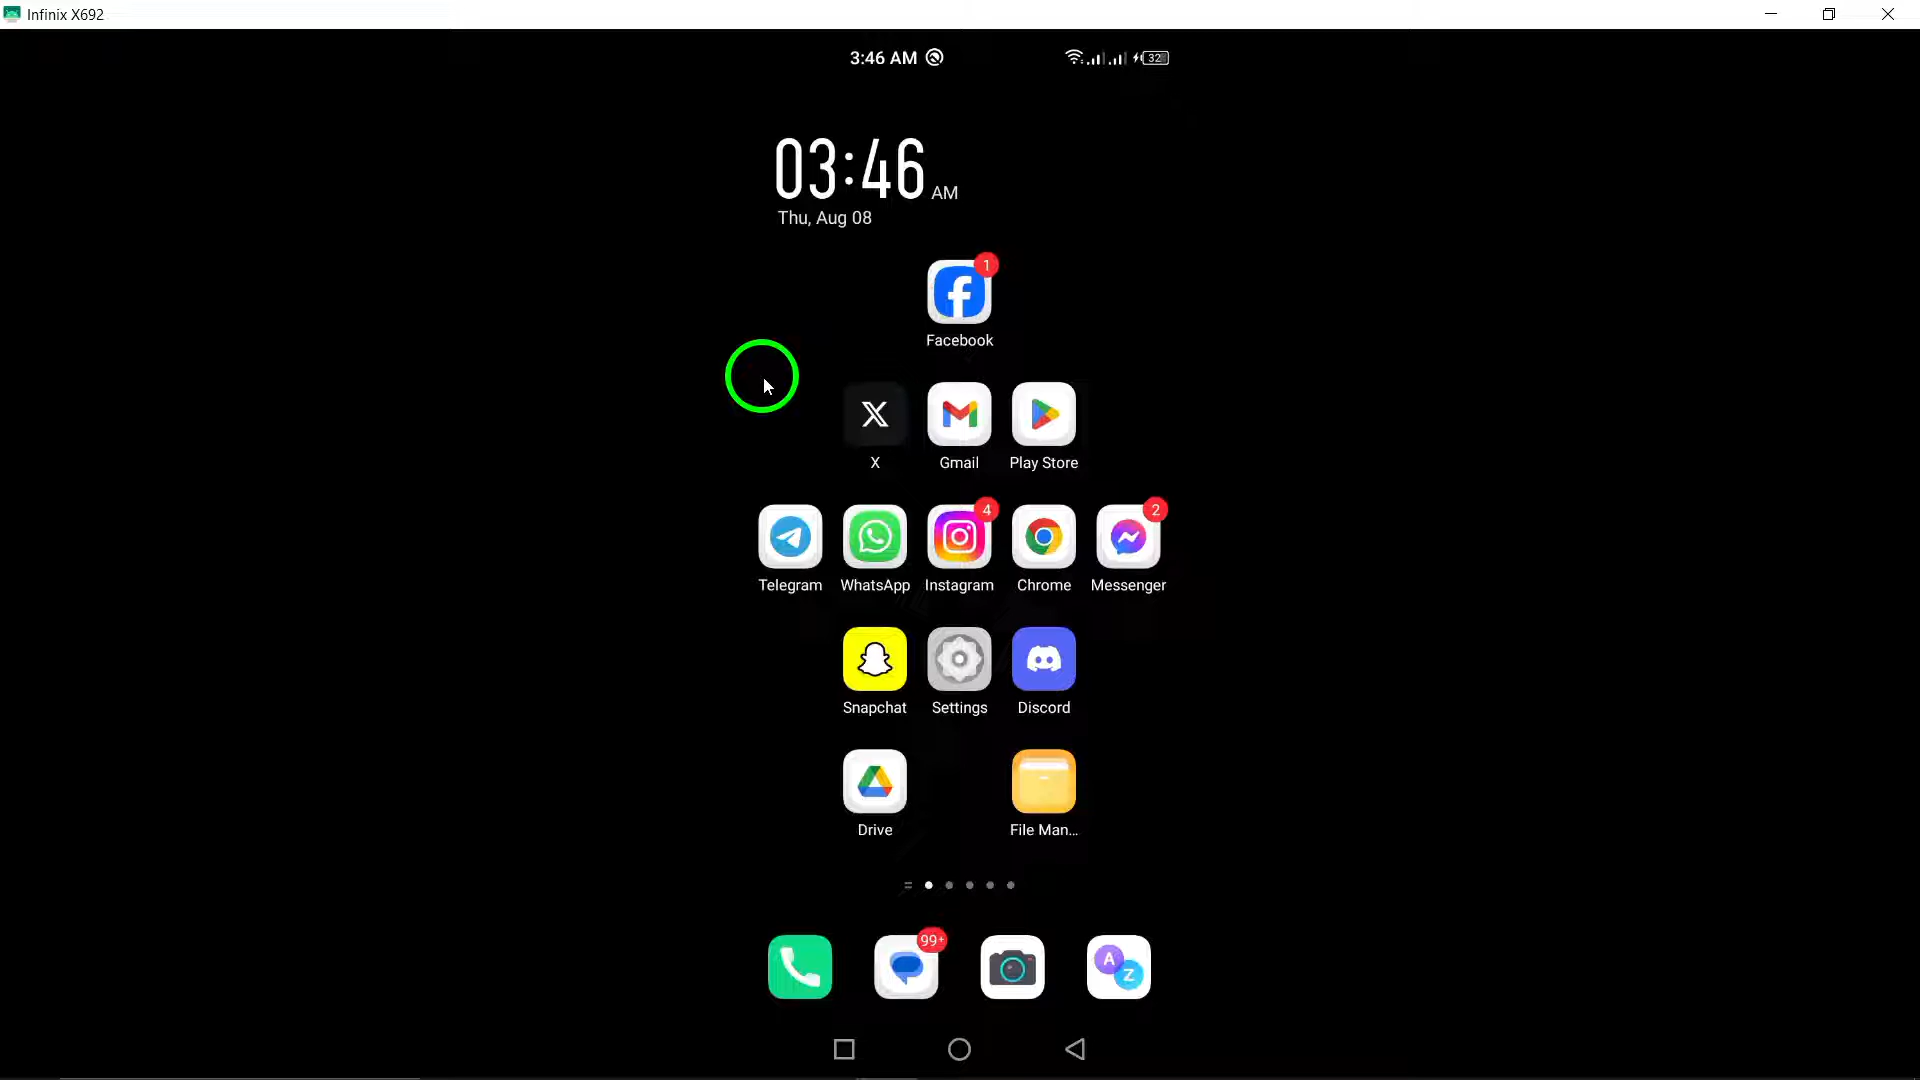 Infinix X692
3:46 AM
32
03:46 AM
Thu, Aug 08
1
Facebook
X
Gmail
Play Store
4
2
Telegram
WhatsApp
Instagram
Chrome
Messenger
Snapchat
Settings
Discord
Drive
File Man...
99+
A
Z